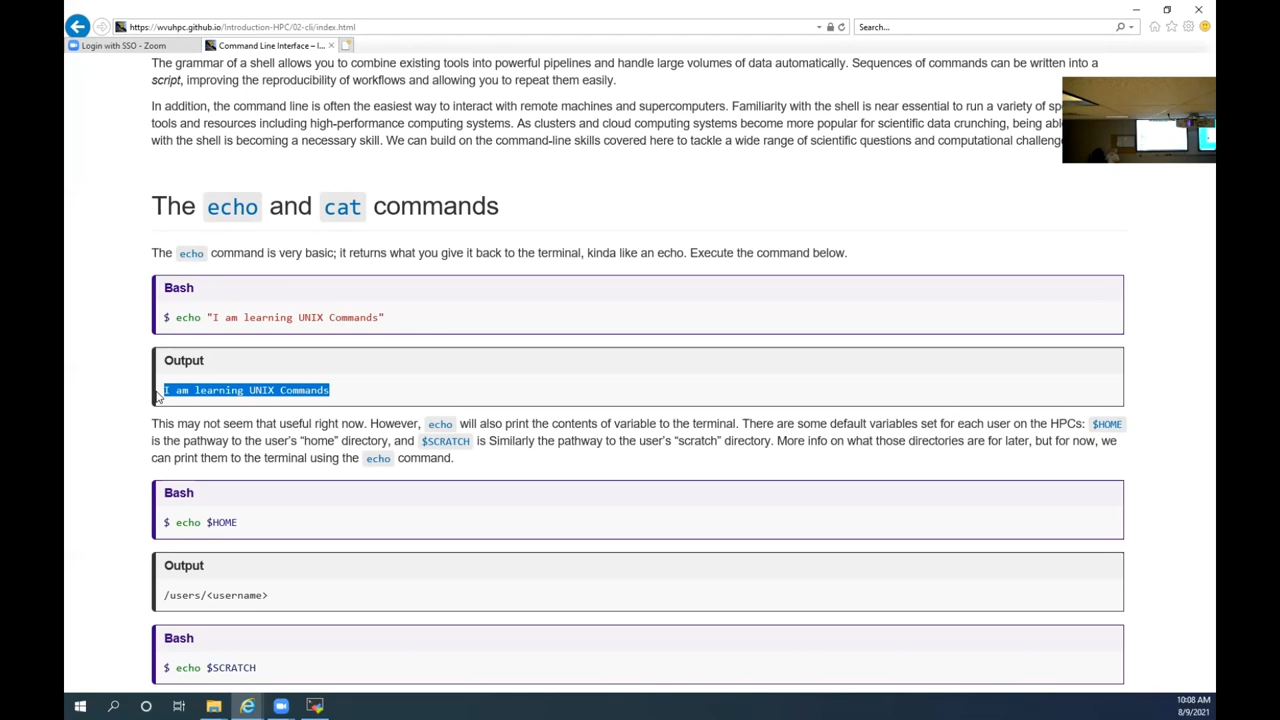 https://wvuhpc.github.io/Introduction-HPC/02-cli/index.html
Search...
Login with SSO - Zoom
Command Line Interface – I...
The grammar of a shell allows you to combine existing tools into powerful pipelines and handle large volumes of data automatically. Sequences of commands can be written into a
script, improving the reproducibility of workflows and allowing you to repeat them easily.
In addition, the command line is often the easiest way to interact with remote machines and supercomputers. Familiarity with the shell is near essential to run a variety of
tools and resources including high-performance computing systems. As clusters and cloud computing systems become more popular for scientific data crunching, being
with the shell is becoming a necessary skill. We can build on the command-line skills covered here to tackle a wide range of scientific questions and computational
The echo and cat commands
The echo command is very basic; it returns what you give it back to the terminal, kinda like an echo. Execute the command below.
Bash
$ echo "I am learning UNIX Commands"
Output
I am learning UNIX Commands
This may not seem that useful right now. However, echo will also print the contents of variable to the terminal. There are some default variables set for each user on the HPCs: $HOME
is the pathway to the user's “home” directory, and $SCRATCH is Similarly the pathway to the user's “scratch” directory. More info on what those directories are for later, but for now, we
can print them to the terminal using the echo command.
Bash
$ echo $HOME
Output
/users/<username>
Bash
$ echo $SCRATCH
10:08 AM
8/9/2021